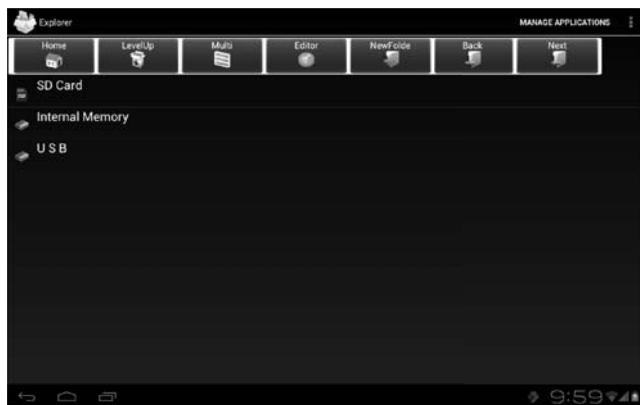 Explorer MANAGE APPLICATIONS
Home LevelUp Multi Editor NewFolde Back Next
SD Card
Internal Memory
U S B
9:59